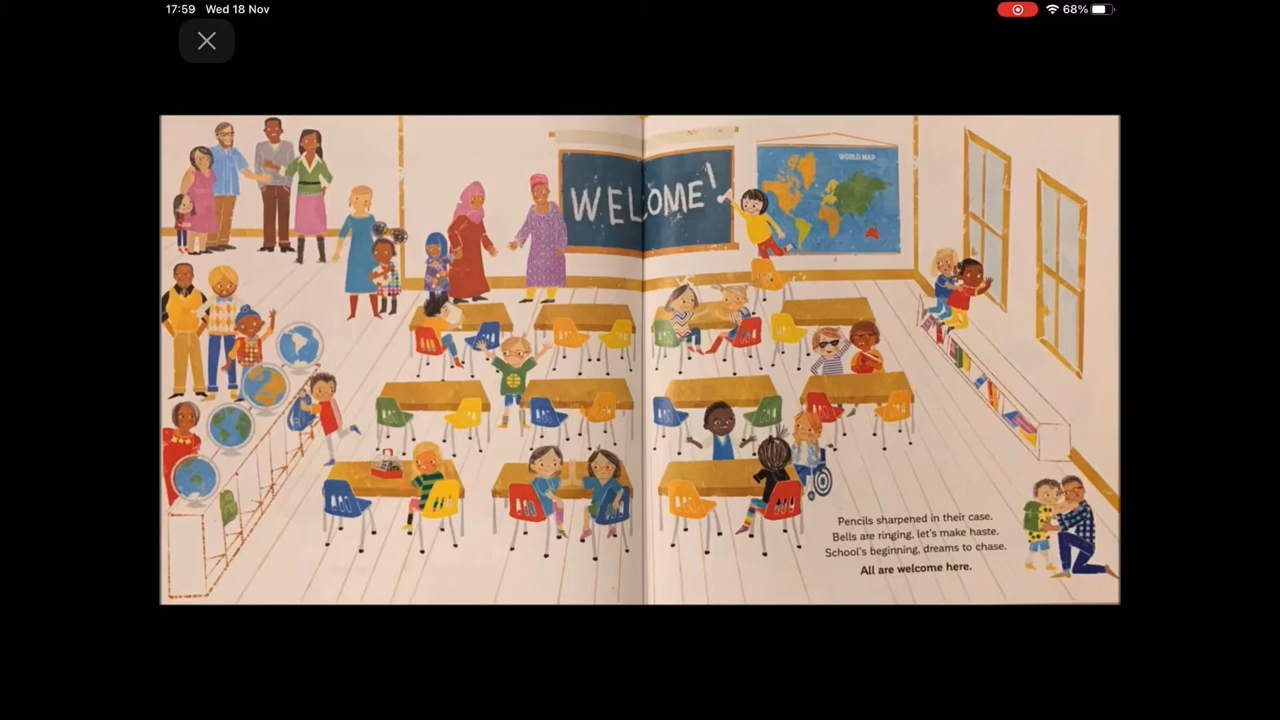 17:59 Wed 18 Nov
68%
WELCOME!
WORLD MAP
Pencils sharpened in their case.
Bells are ringing, let's make haste.
School's beginning, dreams to chase.
All are welcome here.